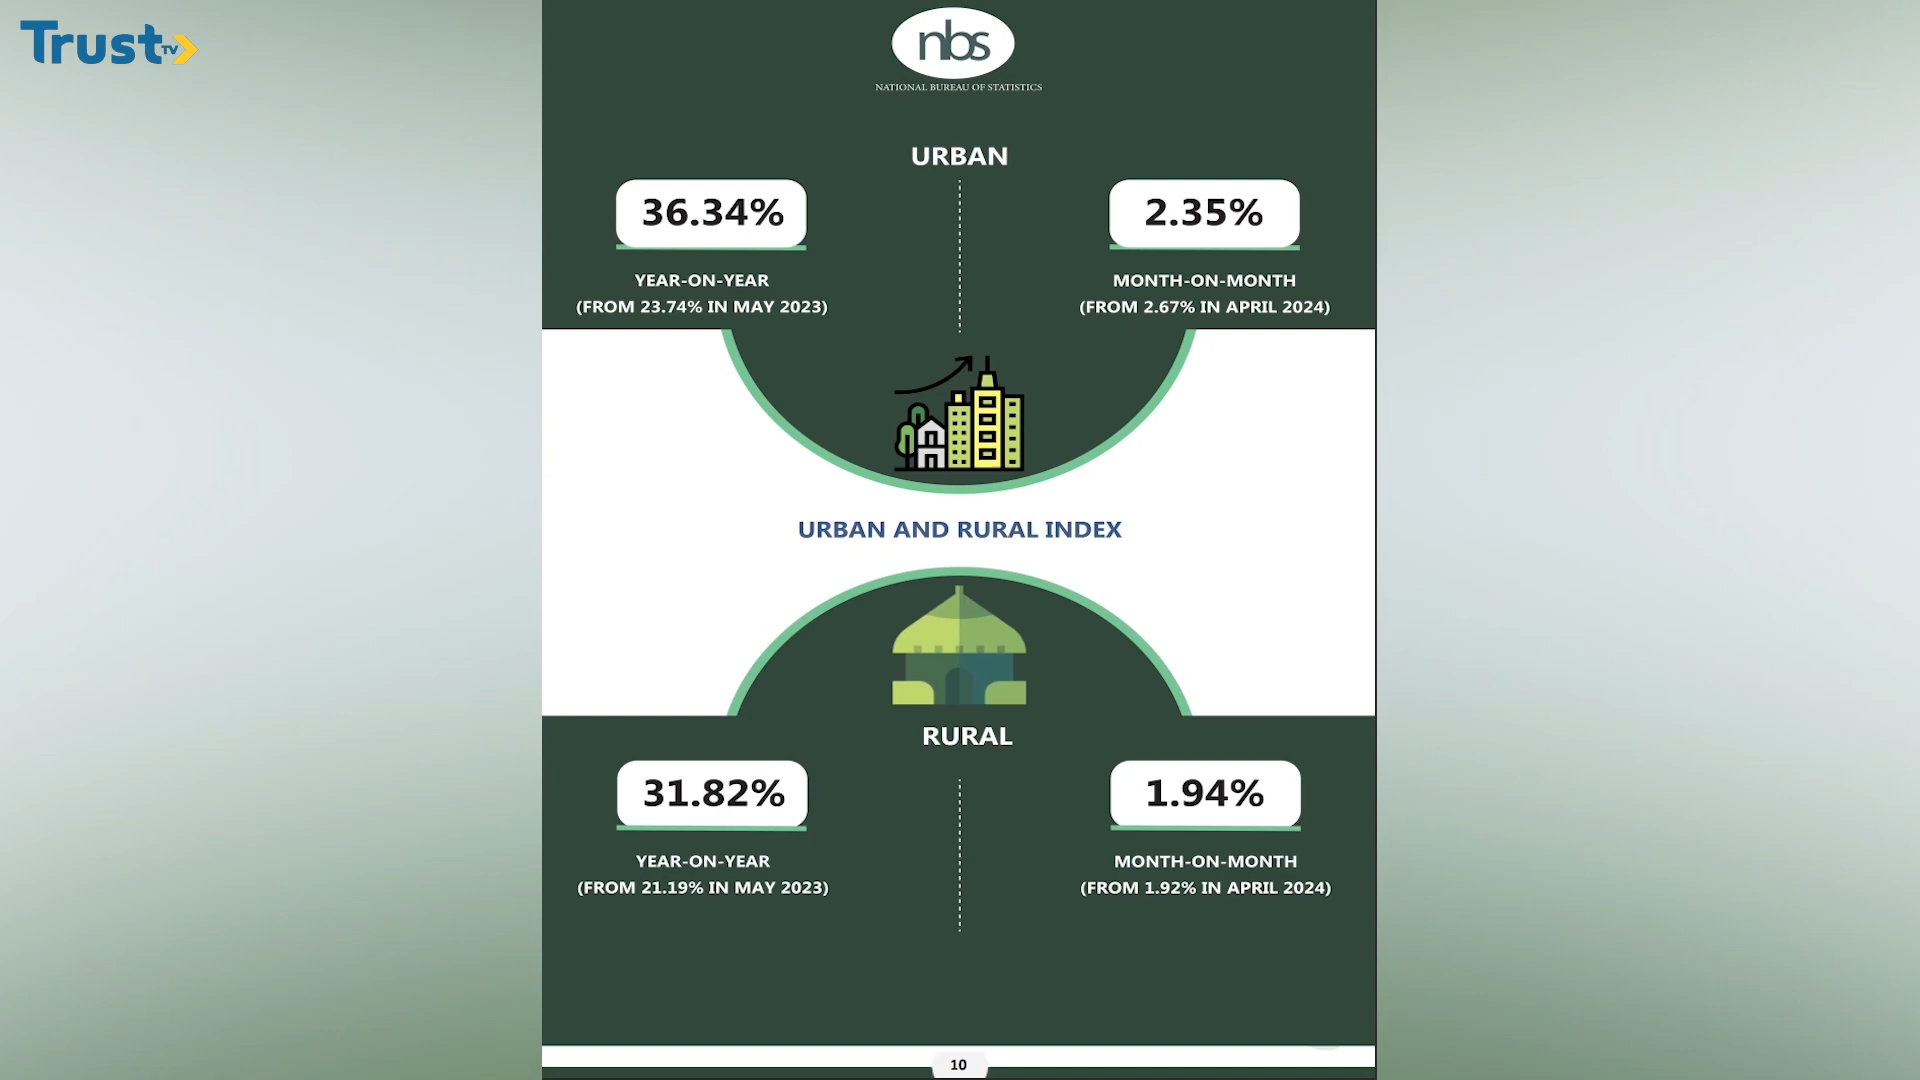 Trust TV
nbs
NATIONAL BUREAU OF STATISTICS
URBAN
36.34%
2.35%
YEAR-ON-YEAR
(FROM 23.74% IN MAY 2023)
MONTH-ON-MONTH
(FROM 2.67% IN APRIL 2024)
URBAN AND RURAL INDEX
RURAL
31.82%
1.94%
YEAR-ON-YEAR
(FROM 21.19% IN MAY 2023)
MONTH-ON-MONTH
(FROM 1.92% IN APRIL 2024)
10